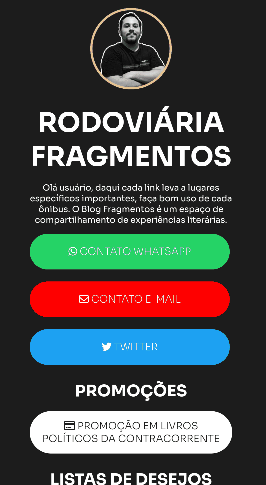 RODOVIÁRIA
FRAGMENTOS
Olá usuário, daqui cada link leva a lugares
específicos importantes, faça bom uso de cada
ônibus. O Blog Fragmentos é um espaço de
compartilhamento de experiências literárias.
CONTATO WHATSAPP
CONTATO E-MAIL
TWITTER
PROMOÇÕES
PROMOÇÃO EM LIVROS
POLÍTICOS DA CONTRACORRENTE
LISTAS DE DESEJOS